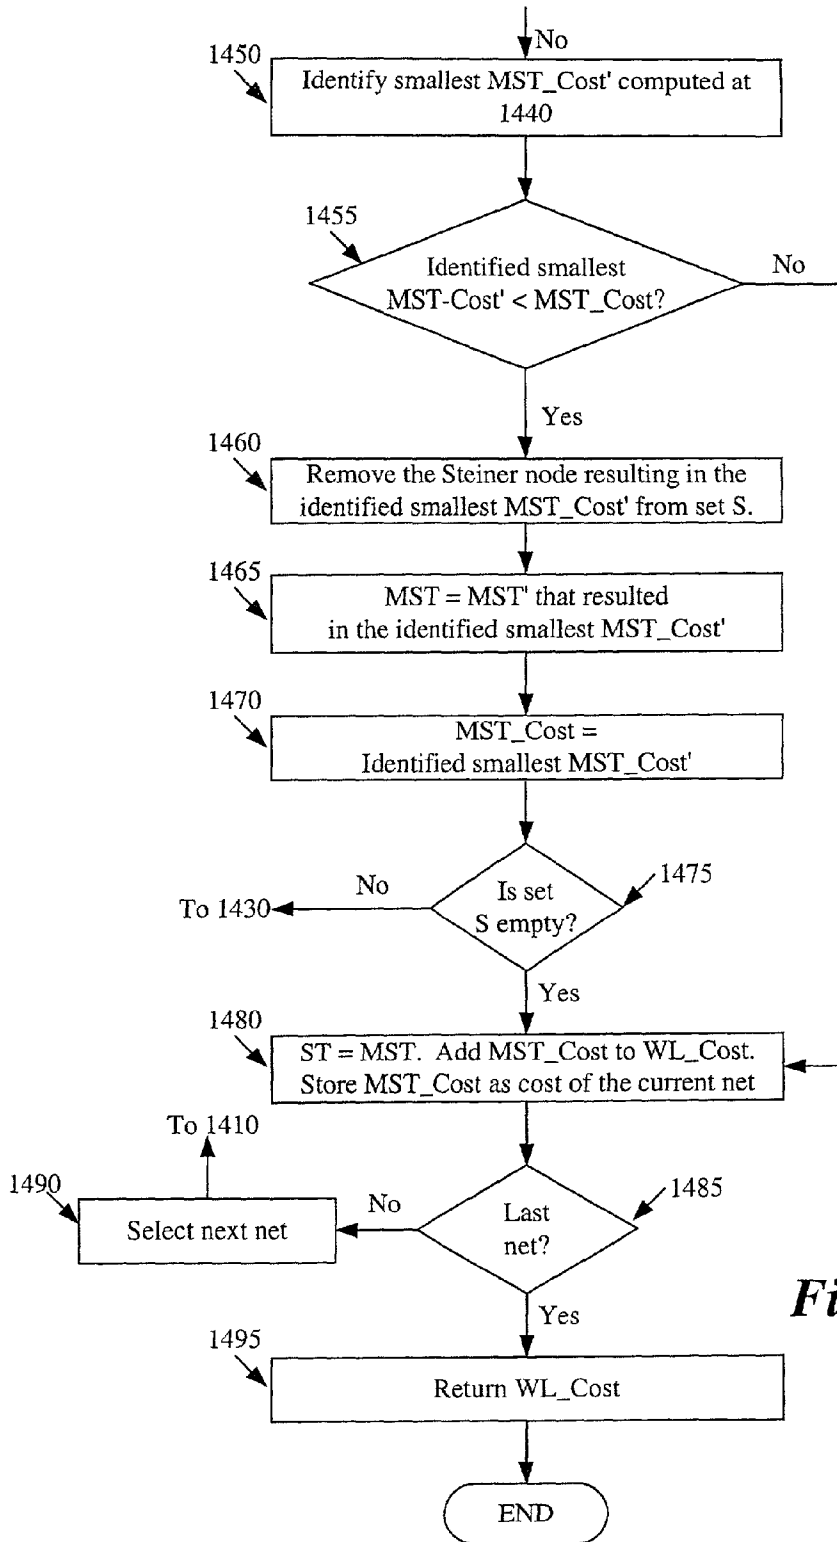 No
1450
Identify smallest MST_Cost' computed at
1440
1455
Identified smallest
MST-Cost' < MST_Cost?
No
Yes
1460
Remove the Steiner node resulting in the
identified smallest MST_Cost' from set S.
1465
MST = MST' that resulted
in the identified smallest MST_Cost'
1470
MST_Cost =
Identified smallest MST_Cost'
1475
No
Is set
S empty?
To 1430
Yes
1480
ST = MST. Add MST_Cost to WL_Cost.
Store MST_Cost as cost of the current net
To 1410
1490
Select next net
No
Last
net?
1485
Yes
1495
Return WL_Cost
END